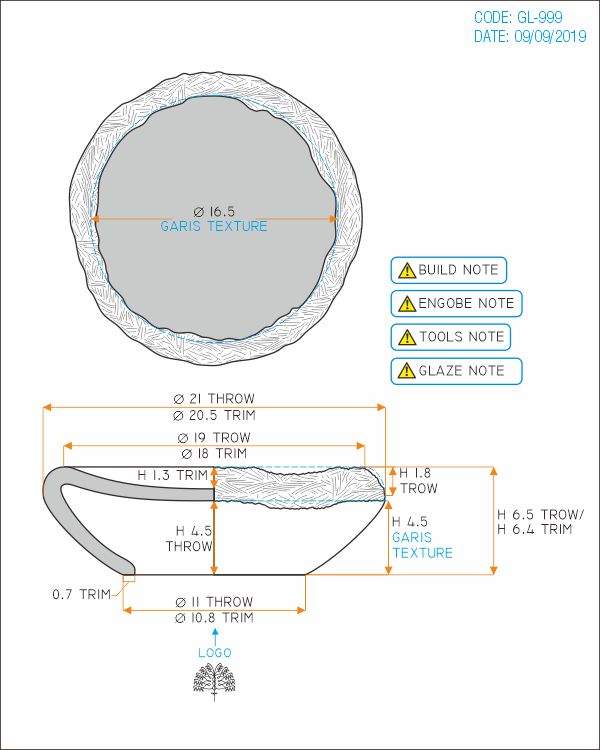 CODE: GL-999
DATE: 09/09/2019
Ø 16.5
GARIS TEXTURE
BUILD NOTE
ENGOBE NOTE
TOOLS NOTE
GLAZE NOTE
Ø 21 THROW
Ø 20.5 TRIM
Ø 19 THROW
Ø 18 TRIM
H 1.3 TRIM
H 1.8
TROW
H 4.5
THROW
H 4.5
GARIS
TEXTURE
H 6.5 TROW/
H 6.4 TRIM
0.7 TRIM
Ø 11 THROW
Ø 10.8 TRIM
LOGO